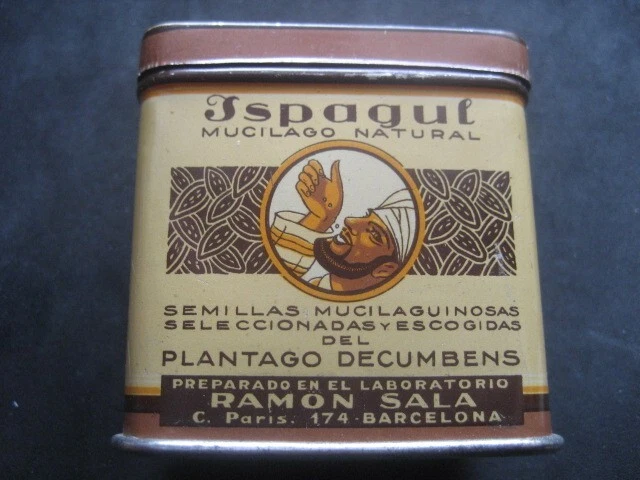 Ispagul
MUCILAGO NATURAL
SEMILLAS MUCILAGUINOSAS
SELECCIONADAS Y ESCOGIDAS
DEL
PLANTAGO DECUMBENS
PREPARADO EN EL LABORATORIO
RAMON SALA
C. Paris. 174-BARCELONA